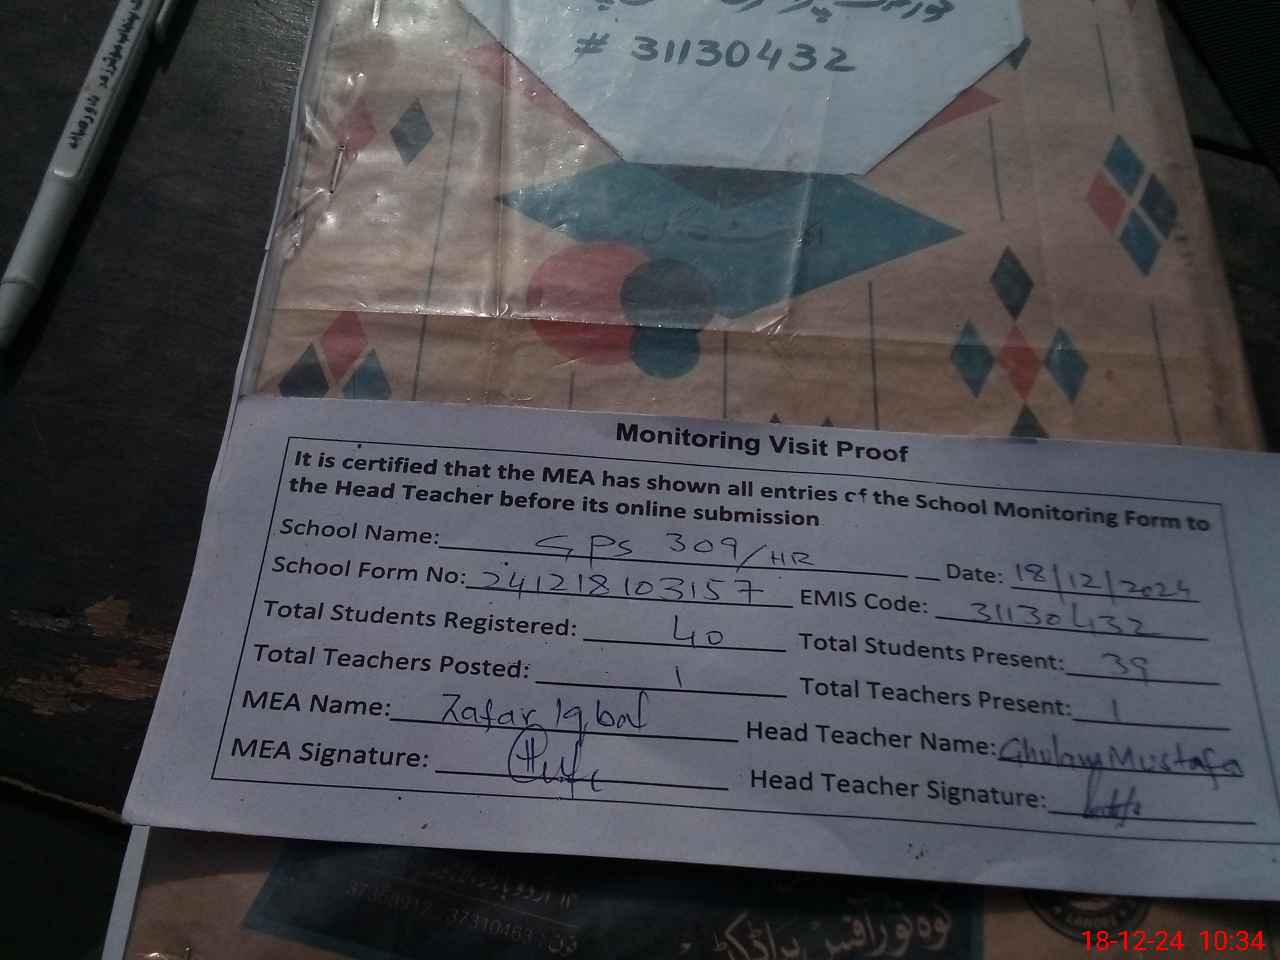 # 31130432
Monitoring Visit Proof
It is certified that the MEA has shown all entries of the School Monitoring Form to
the Head Teacher before its online submission
School Name: GPS 309/HR Date: 18/12/2024
School Form No: 241218103157 EMIS Code: 31130432
Total Students Registered: 40 Total Students Present: 39
Total Teachers Posted: 1 Total Teachers Present: 1
MEA Name: Zafar Iqbal Head Teacher Name: Ghulam Mustafa
MEA Signature: Head Teacher Signature:
37368912 - 37310463 : فون
LAHORE
18-12-24 10:34